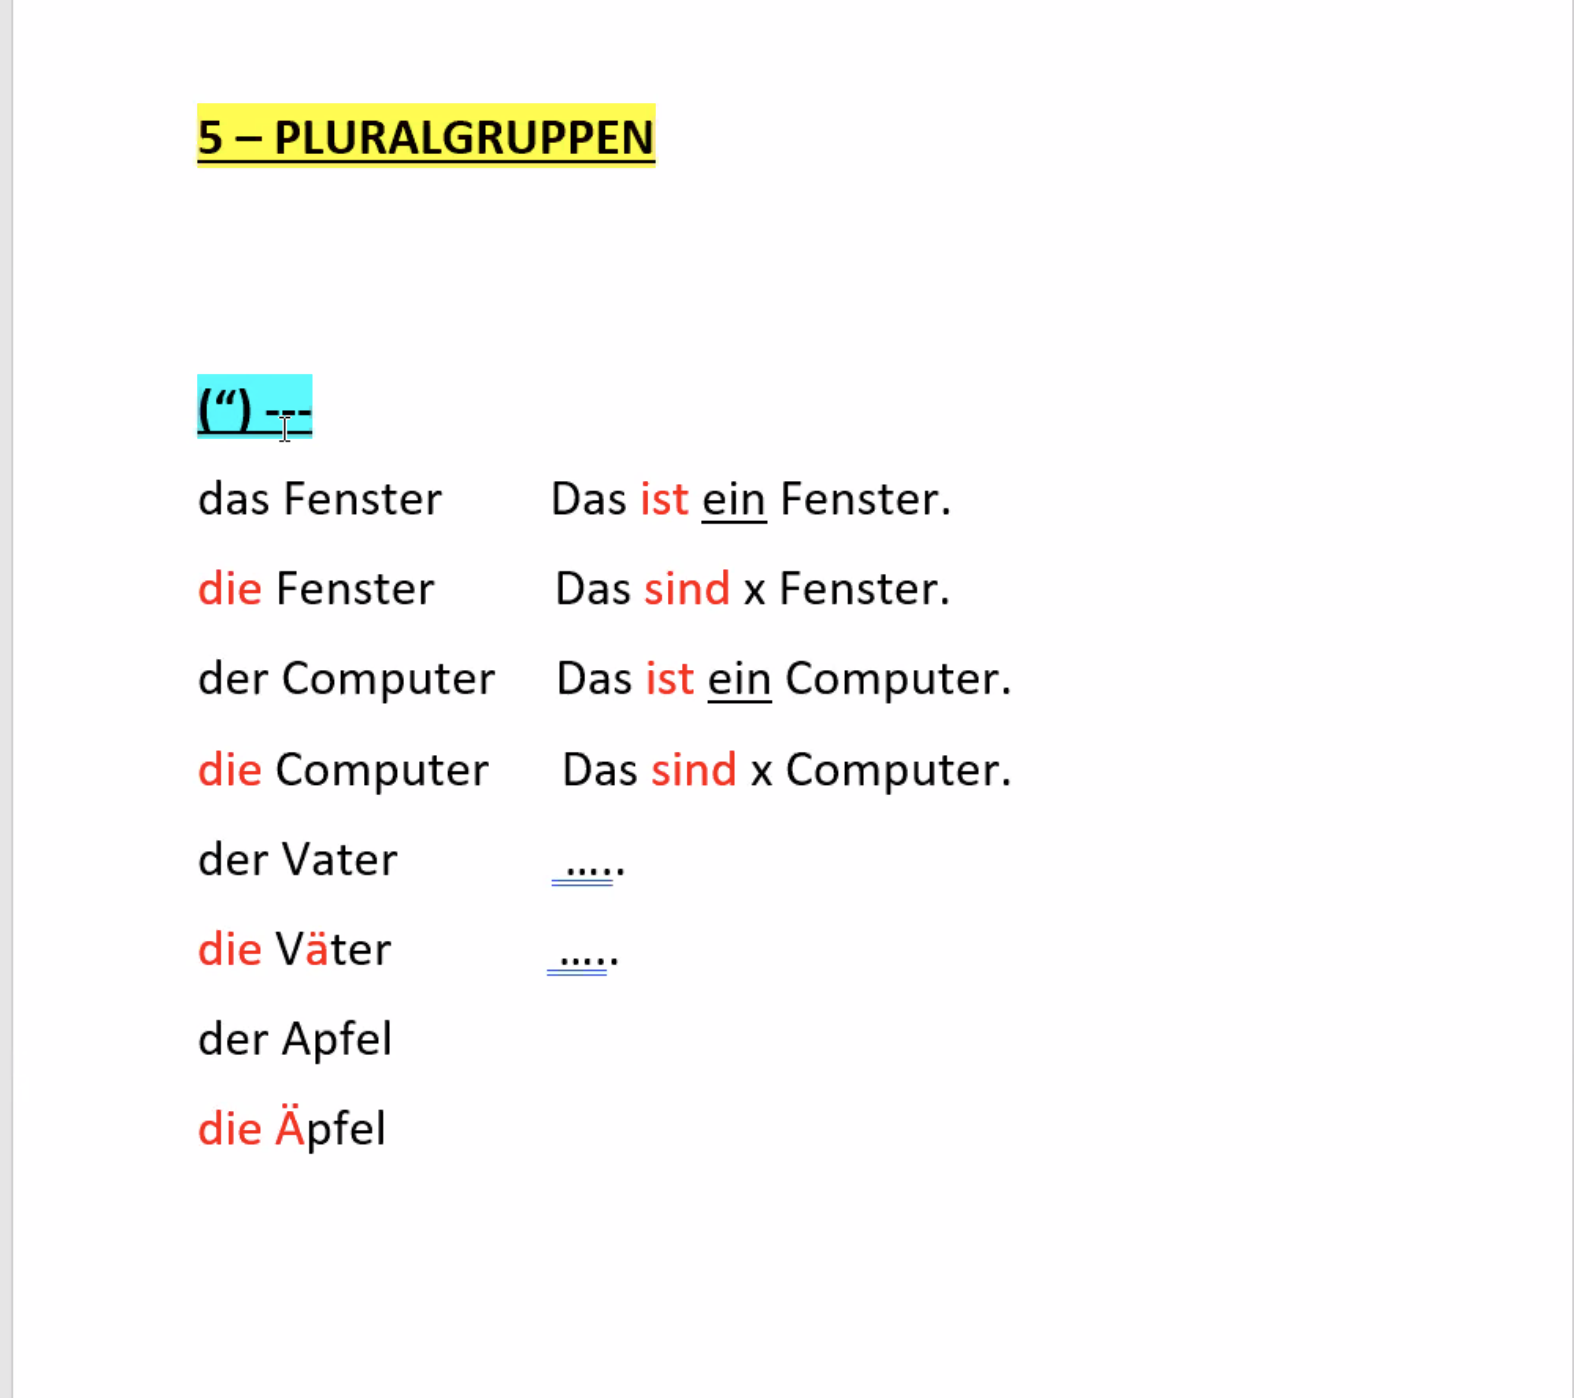 5 – PLURALGRUPPEN
(“) ---
das Fenster Das ist ein Fenster.
die Fenster Das sind x Fenster.
der Computer Das ist ein Computer.
die Computer Das sind x Computer.
der Vater …..
die Väter …..
der Apfel
die Äpfel